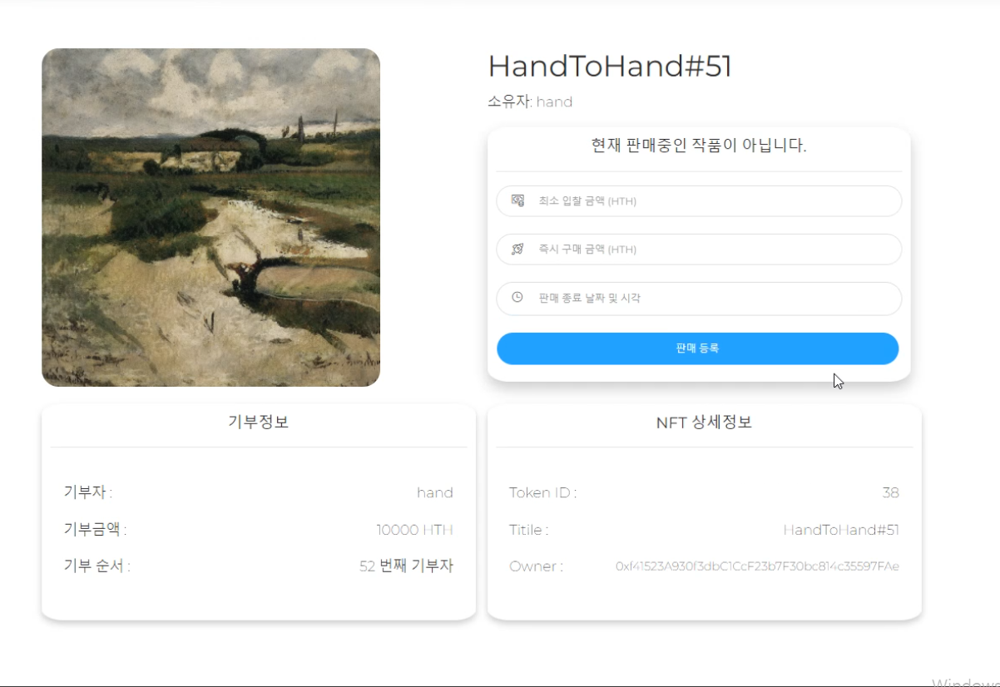 HandToHand#51
소유자: hand
현재 판매중인 작품이 아닙니다.
최소 입찰 금액 (HTH)
즉시 구매 금액 (HTH)
판매 종료 날짜 및 시각
판매 등록
기부정보
기부자 : hand
기부금액 : 10000 HTH
기부 순서 : 52 번째 기부자
NFT 상세정보
Token ID : 38
Titile : HandToHand#51
Owner : 0xf41523A930f3dbC1CcF23b7F30bc814c35597FAe
Windows